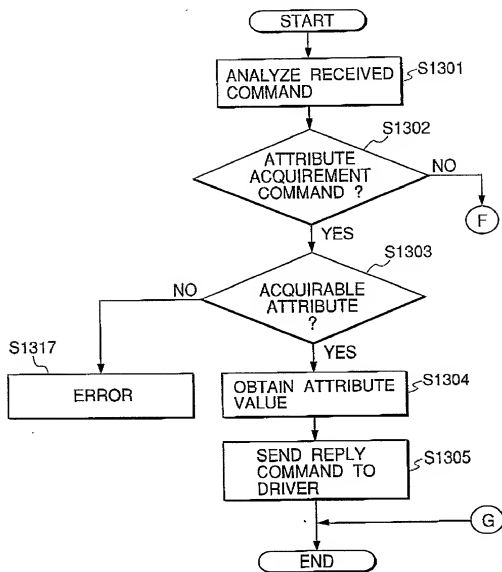 START
ANALYZE RECEIVED
COMMAND
S1301
S1302
ATTRIBUTE
ACQUIREMENT
COMMAND ?
NO
F
YES
S1303
NO
ACQUIRABLE
ATTRIBUTE
?
YES
S1317
ERROR
OBTAIN ATTRIBUTE
VALUE
S1304
SEND REPLY
COMMAND TO
DRIVER
S1305
G
END